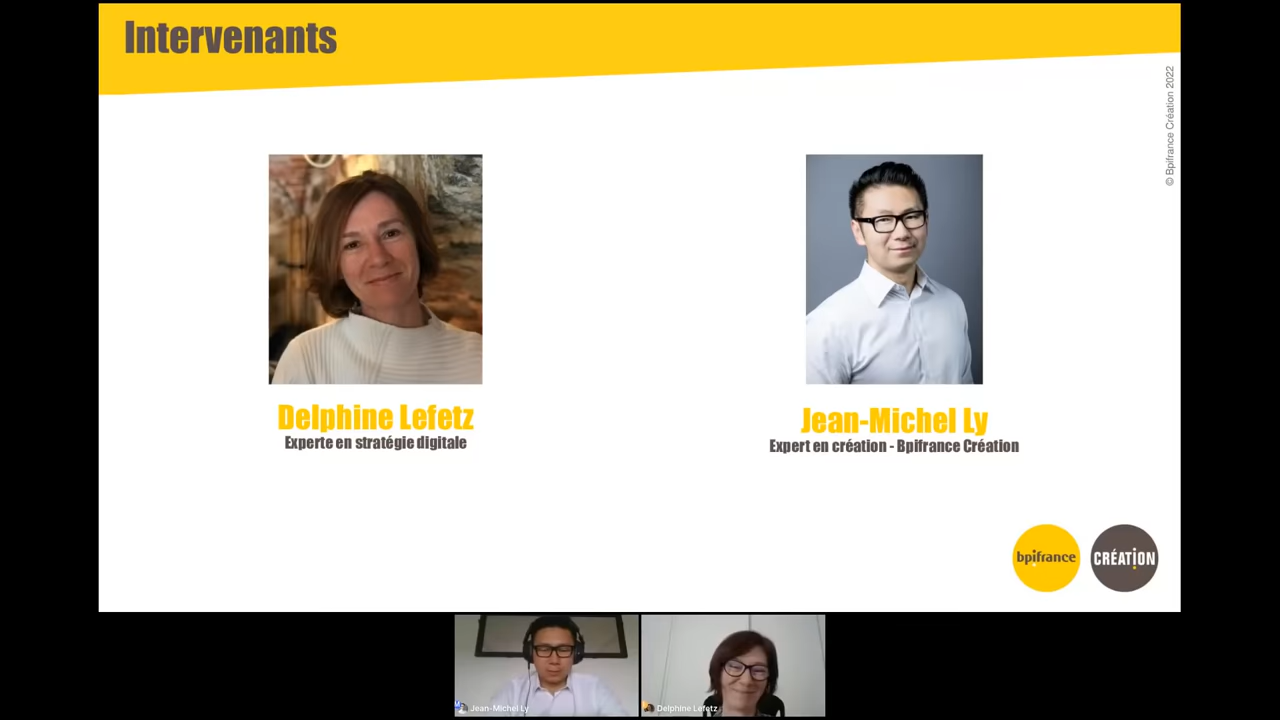 Intervenants
© Bpifrance Création 2022
Delphine Lefetz
Experte en stratégie digitale
Jean-Michel Ly
Expert en création - Bpifrance Création
bpifrance
CRÉATION
Jean-Michel Ly
Delphine Lefetz